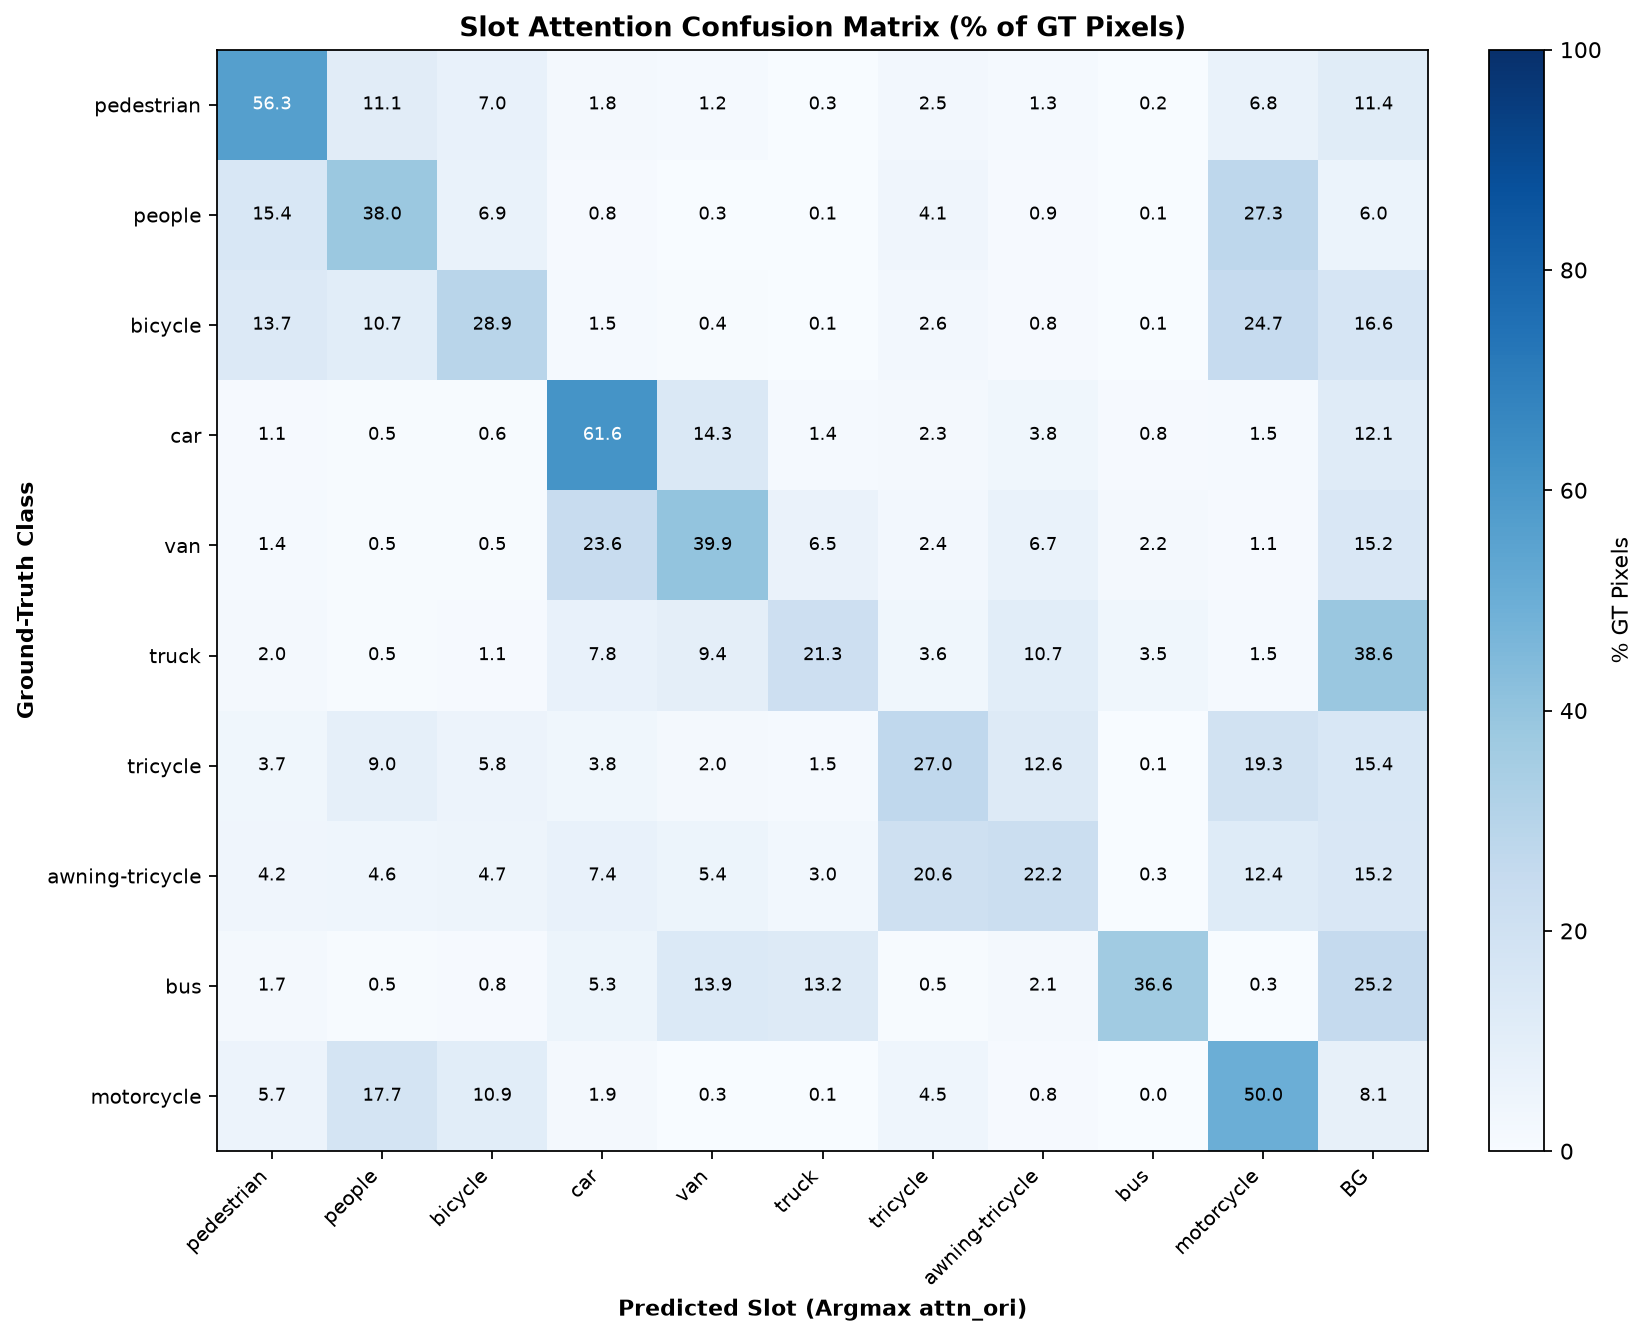 Slot Attention Confusion Matrix (% of GT Pixels)
pedestrian 56.3 11.1 7.0 1.8 1.2 0.3 2.5 1.3 0.2 6.8 11.4
people 15.4 38.0 6.9 0.8 0.3 0.1 4.1 0.9 0.1 27.3 6.0
bicycle 13.7 10.7 28.9 1.5 0.4 0.1 2.6 0.8 0.1 24.7 16.6
car 1.1 0.5 0.6 61.6 14.3 1.4 2.3 3.8 0.8 1.5 12.1
van 1.4 0.5 0.5 23.6 39.9 6.5 2.4 6.7 2.2 1.1 15.2
truck 2.0 0.5 1.1 7.8 9.4 21.3 3.6 10.7 3.5 1.5 38.6
tricycle 3.7 9.0 5.8 3.8 2.0 1.5 27.0 12.6 0.1 19.3 15.4
awning-tricycle 4.2 4.6 4.7 7.4 5.4 3.0 20.6 22.2 0.3 12.4 15.2
bus 1.7 0.5 0.8 5.3 13.9 13.2 0.5 2.1 36.6 0.3 25.2
motorcycle 5.7 17.7 10.9 1.9 0.3 0.1 4.5 0.8 0.0 50.0 8.1
pedestrian people bicycle car van truck tricycle awning-tricycle bus motorcycle BG
Predicted Slot (Argmax attn_ori)
Ground-Truth Class
100
80
60
40
20
0
% GT Pixels